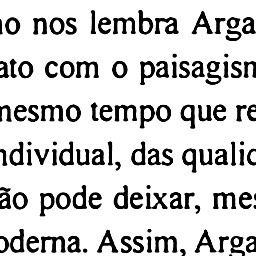 no nos lembra Arga
ato com o paisagism
mesmo tempo que re
ndividual, das qualid
ão pode deixar, mes
oderna. Assim, Arga